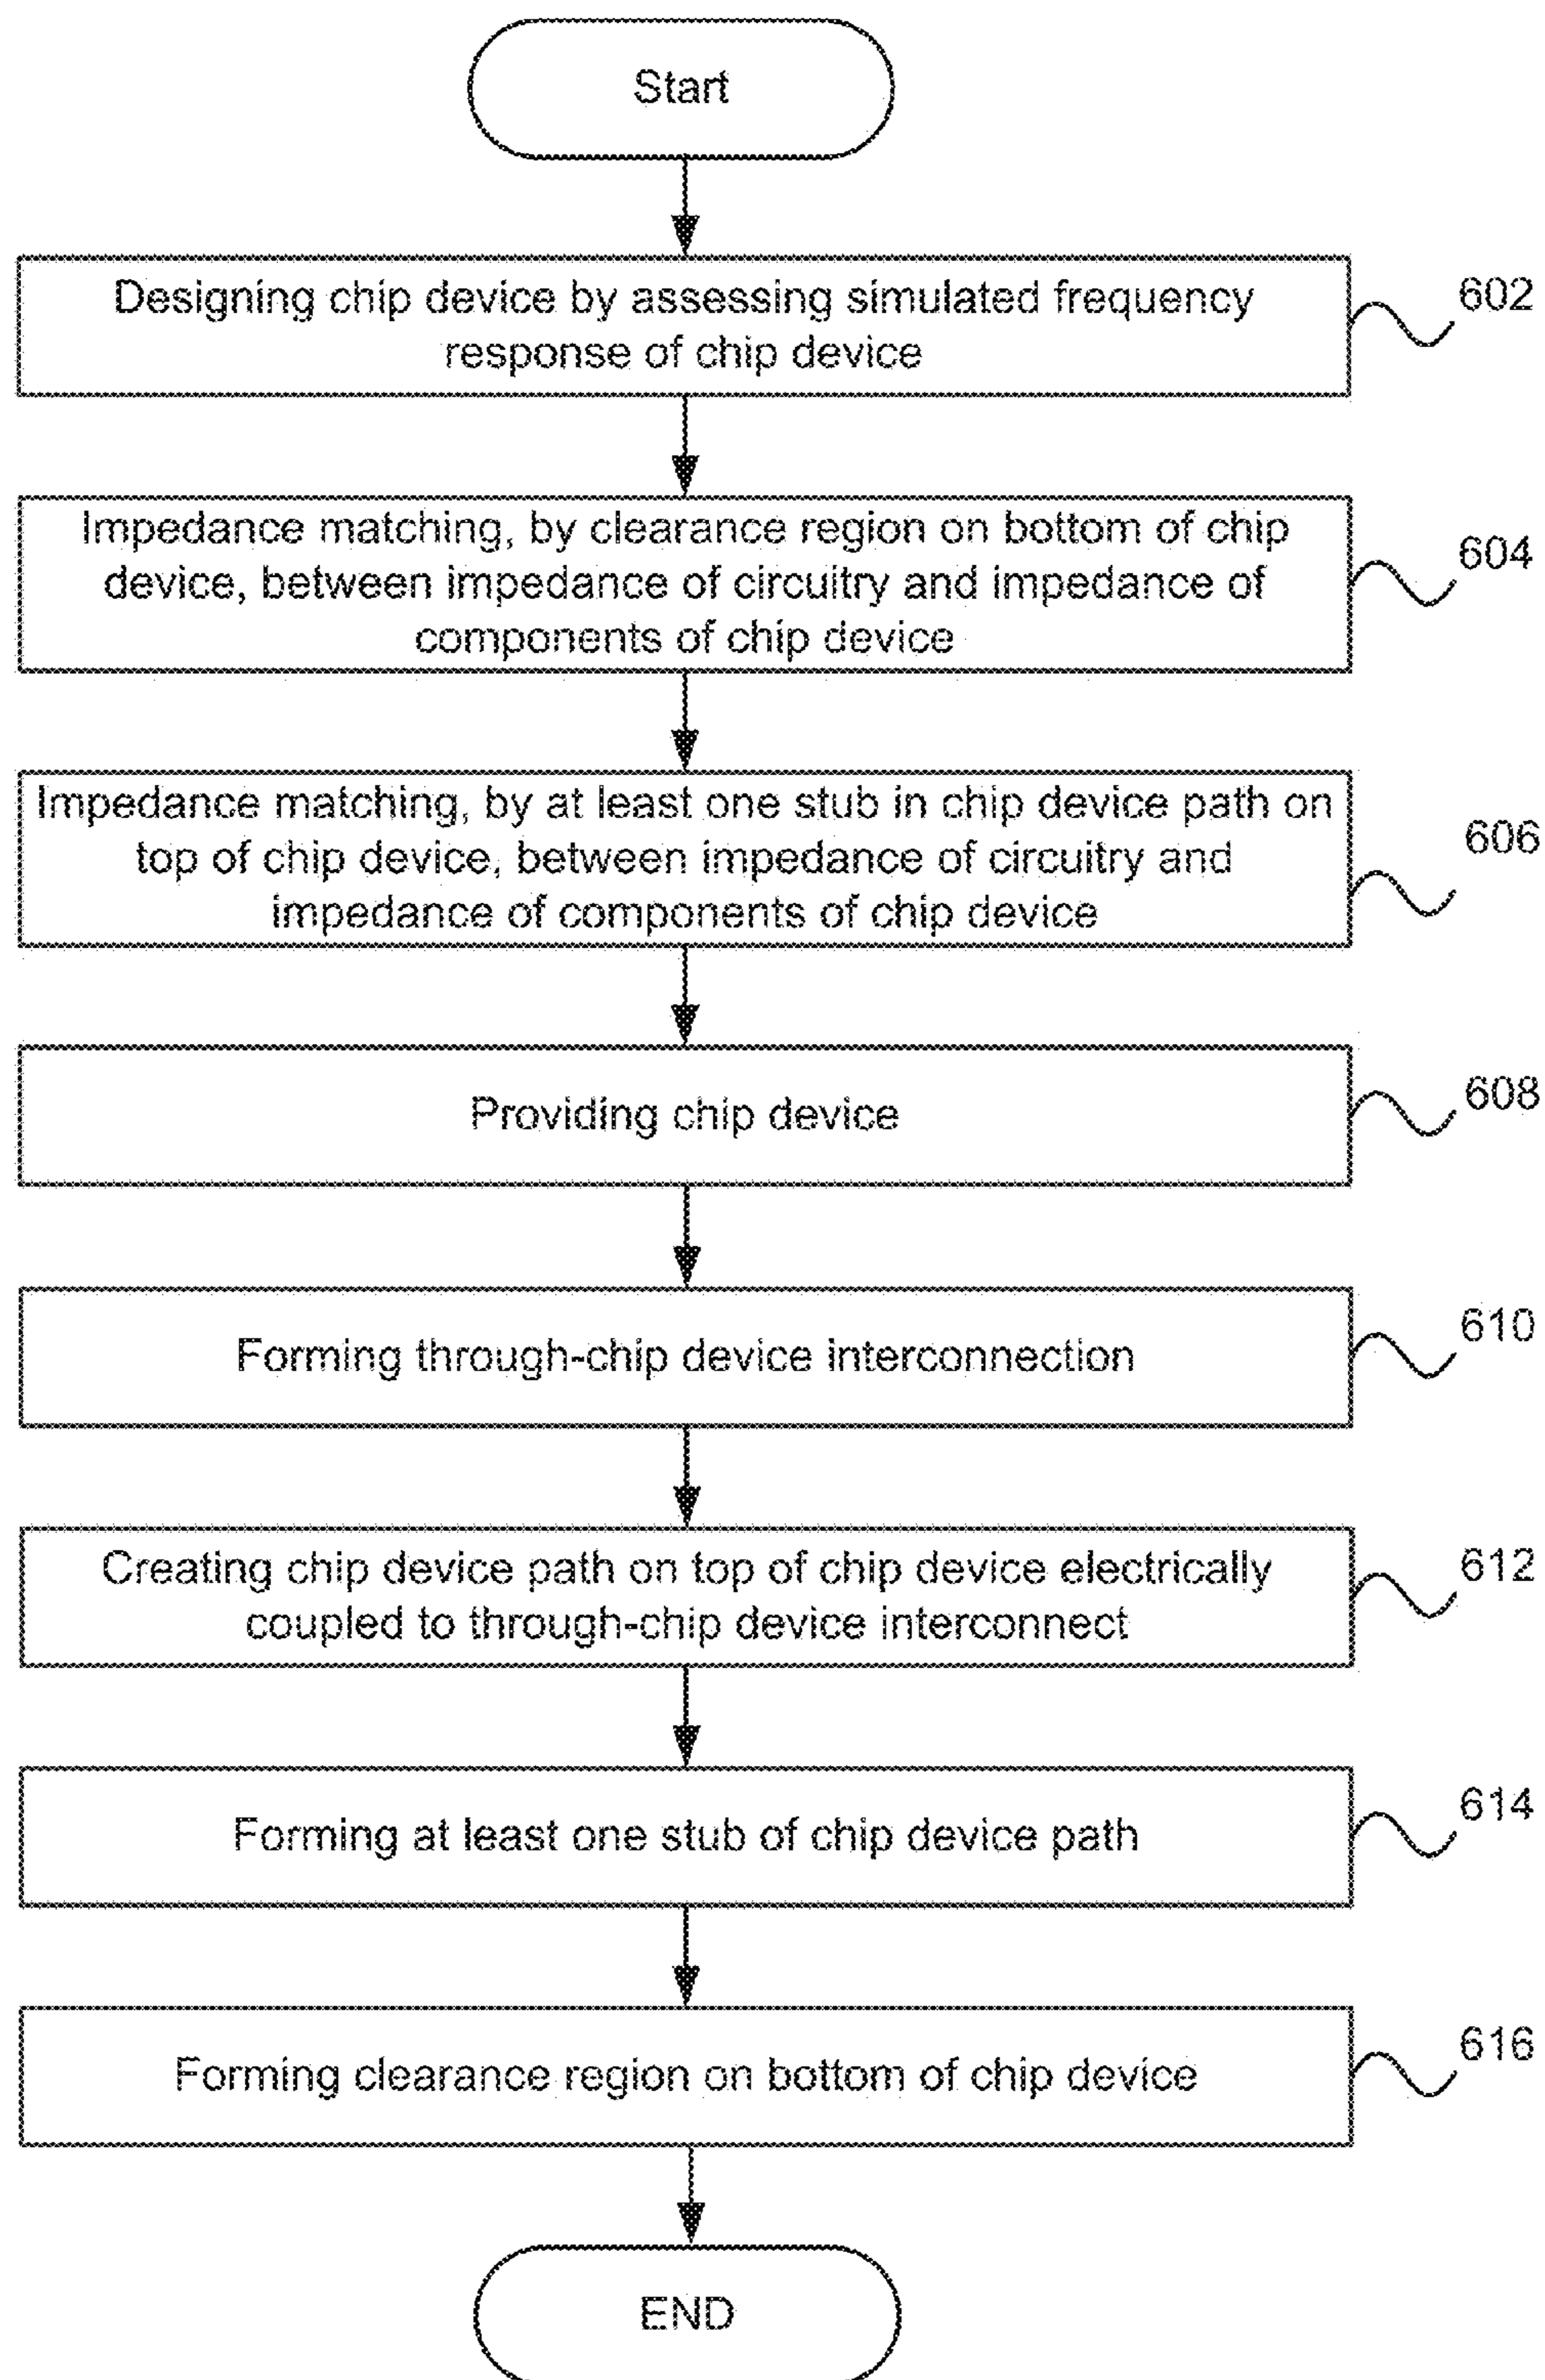 Start
Designing chip device by assessing simulated frequency
response of chip device
602
Impedance matching, by clearance region on bottom of chip
device, between impedance of circuitry and impedance of
components of chip device
604
Impedance matching, by at least one stub in chip device path on
top of chip device, between impedance of circuitry and
impedance of components of chip device
606
Providing chip device
608
Forming through-chip device interconnection
610
Creating chip device path on top of chip device electrically
coupled to through-chip device interconnect
612
Forming at least one stub of chip device path
614
Forming clearance region on bottom of chip device
616
END